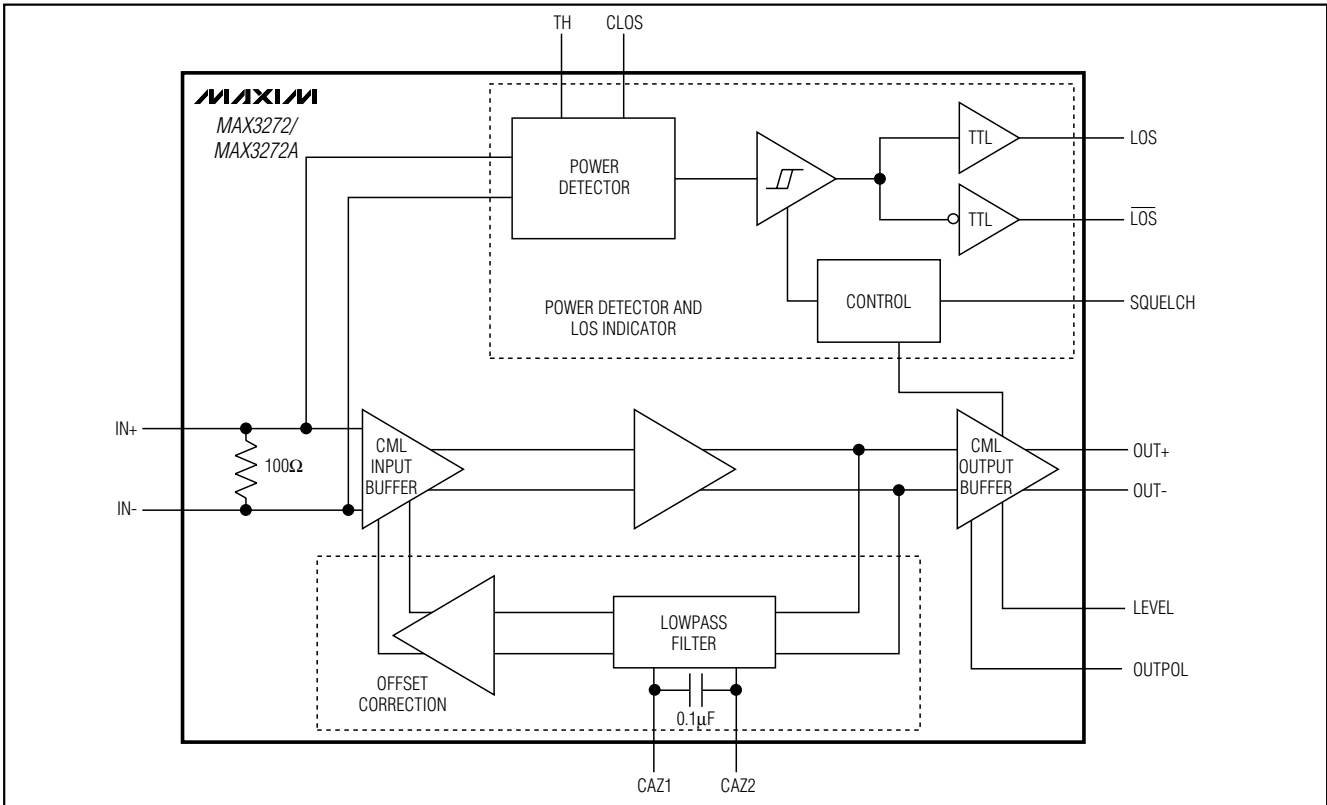 TH CLOS
MAXIM
MAX3272/
MAX3272A
POWER
DETECTOR
TTL
LOS
TTL
L̅O̅S̅
CONTROL
SQUELCH
POWER DETECTOR AND
LOS INDICATOR
IN+
100Ω
IN-
CML
INPUT
BUFFER
CML
OUTPUT
BUFFER
OUT+
OUT-
LOWPASS
FILTER
LEVEL
OFFSET
CORRECTION
0.1µF
OUTPOL
CAZ1 CAZ2